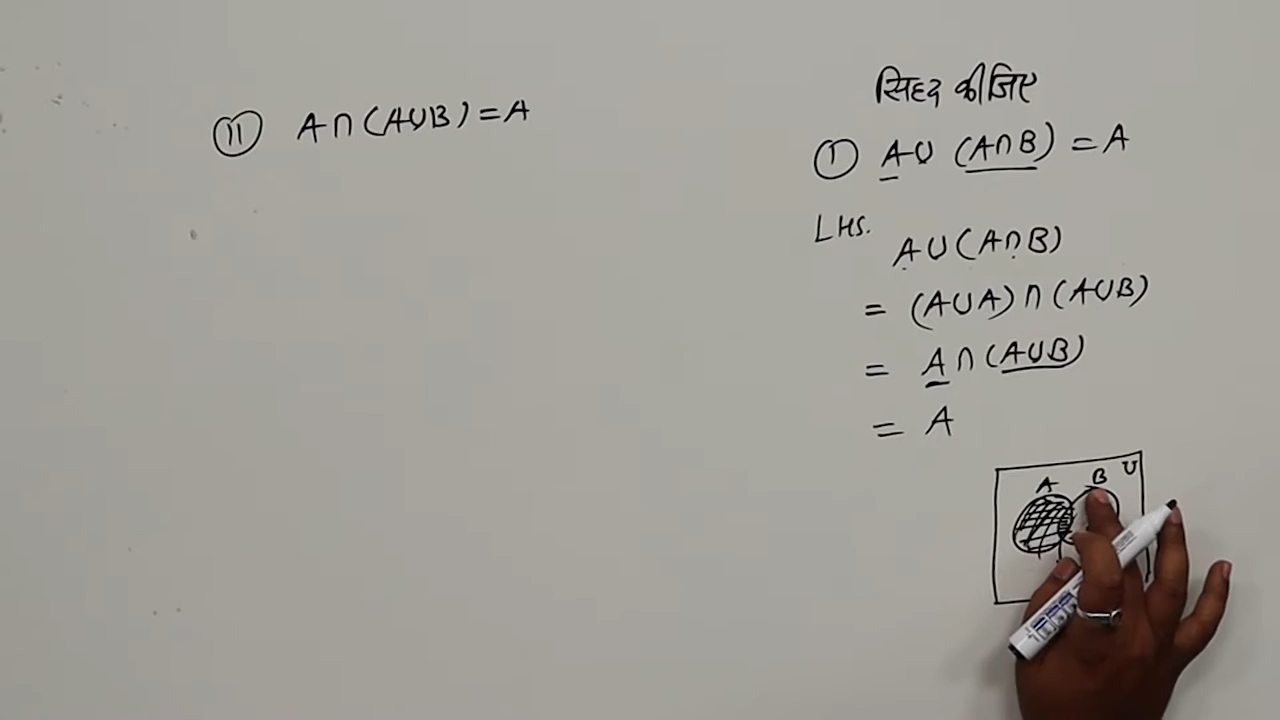 सिद्ध कीजिए
(I) A∪ (A∩B) = A
LHS.
A∪(A∩B)
= (A∪A)∩(A∪B)
= A∩(A∪B)
= A
A B U
(II) A∩(A∪B)=A